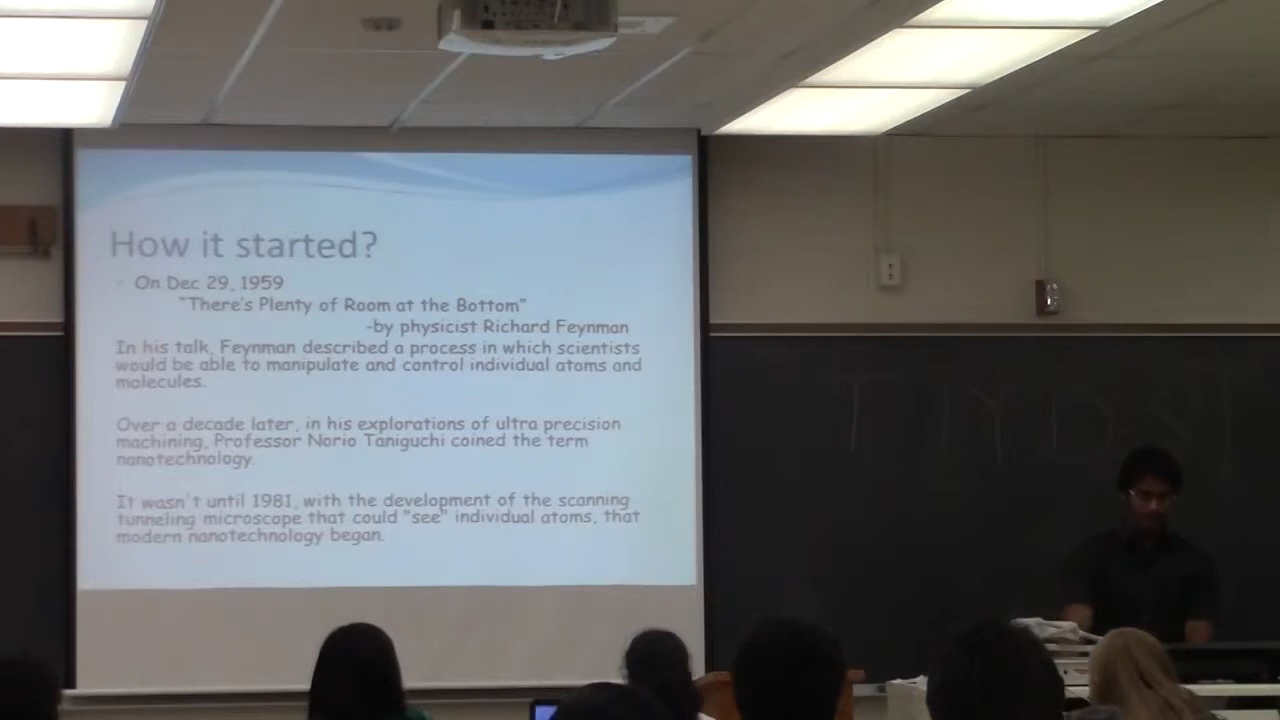 How it started?
On Dec 29, 1959
"There's Plenty of Room at the Bottom"
-by physicist Richard Feynman
In his talk, Feynman described a process in which scientists
would be able to manipulate and control individual atoms and
molecules.
Over a decade later, in his explorations of ultra precision
machining, Professor Norio Taniguchi coined the term
nanotechnology.
It wasn't until 1981, with the development of the scanning
tunneling microscope that could "see" individual atoms, that
modern nanotechnology began.